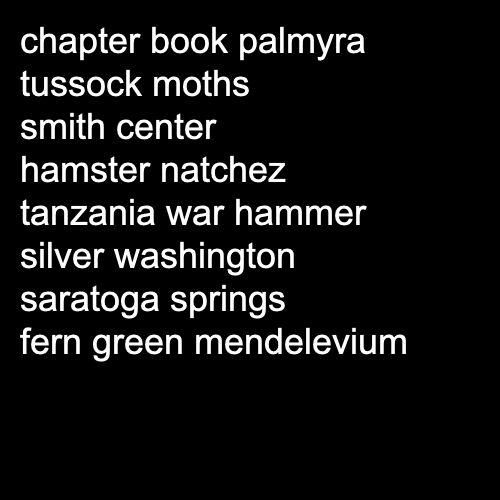 chapter book palmyra
tussock moths
smith center
hamster natchez
tanzania war hammer
silver washington
saratoga springs
fern green mendelevium